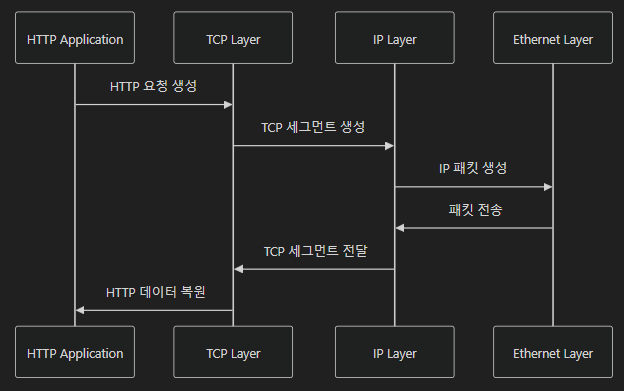 HTTP Application
TCP Layer
IP Layer
Ethernet Layer
HTTP 요청 생성
TCP 세그먼트 생성
IP 패킷 생성
패킷 전송
TCP 세그먼트 전달
HTTP 데이터 복원
HTTP Application
TCP Layer
IP Layer
Ethernet Layer